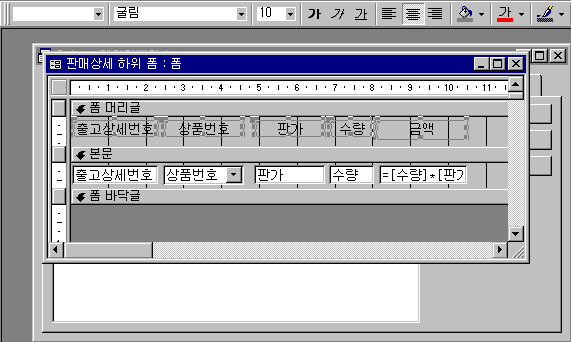 굴림 10 가 가 가 가
판매상세 하위 폼 : 폼
1 2 3 4 5 6 7 8 9 10 11
폼 머리글
출고상세번호 상품번호 판가 수량 금액
본문
출고상세번호 상품번호 판가 수량 =[수량]*[판가
폼 바닥글